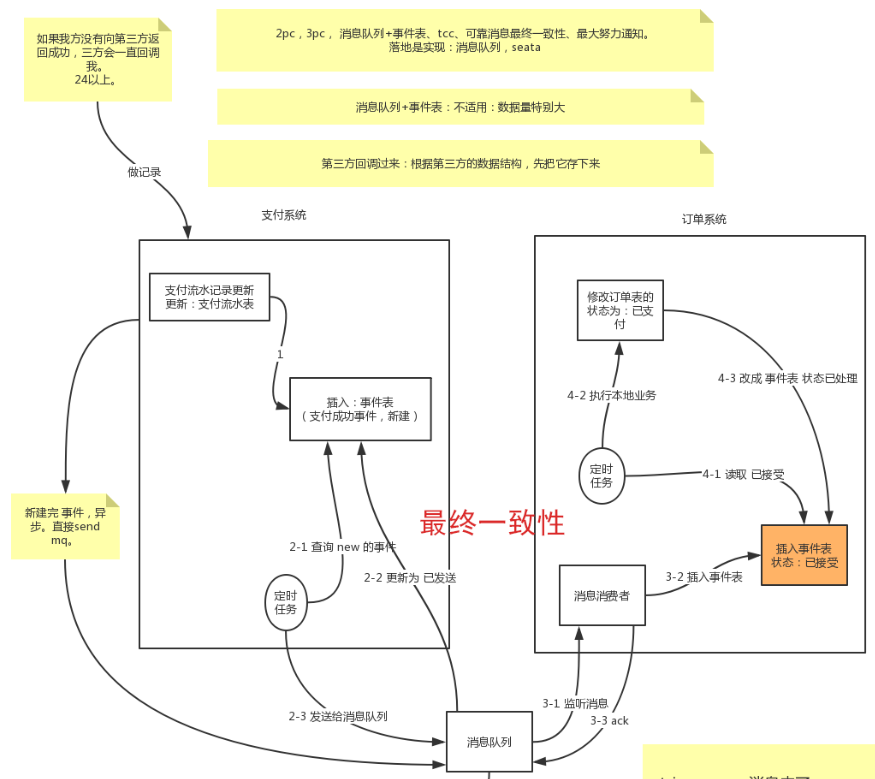 如果我方没有向第三方返
回成功，三方会一直回调
我。
24以上。
2pc，3pc， 消息队列+事件表、tcc、可靠消息最终一致性、最大努力通知。
落地是实现：消息队列，seata
消息队列+事件表：不适用：数据量特别大
第三方回调过来：根据第三方的数据结构，先把它存下来
做记录
支付系统
订单系统
支付流水记录更新
更新：支付流水表
1
插入：事件表
（支付成功事件，新建）
修改订单表的
状态为：已支
付
4-3 改成 事件表 状态已处理
4-2 执行本地业务
定时
任务
4-1 读取 已接受
新建完 事件，异
步。直接send
mq。
最终一致性
2-1 查询 new 的事件
2-2 更新为 已发送
插入事件表
状态：已接受
3-2 插入事件表
消息消费者
定时
任务
2-3 发送给消息队列
3-1 监听消息
3-3 ack
消息队列